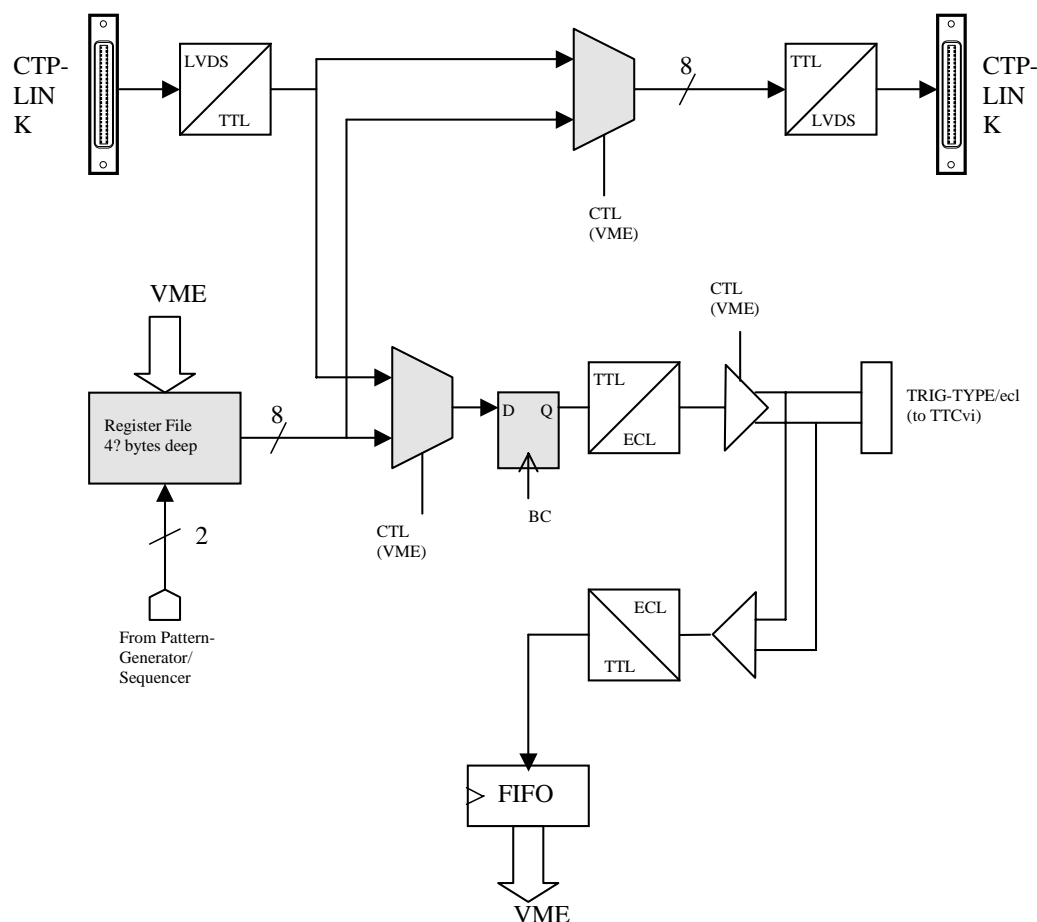 CTP-
LIN
K
LVDS
TTL
8
TTL
LVDS
CTP-
LIN
K
CTL
(VME)
VME
Register File
4? bytes deep
8
2
From Pattern-
Generator/
Sequencer
CTL
(VME)
D Q
BC
TTL
ECL
CTL
(VME)
TRIG-TYPE/ecl
(to TTCvi)
ECL
TTL
FIFO
VME